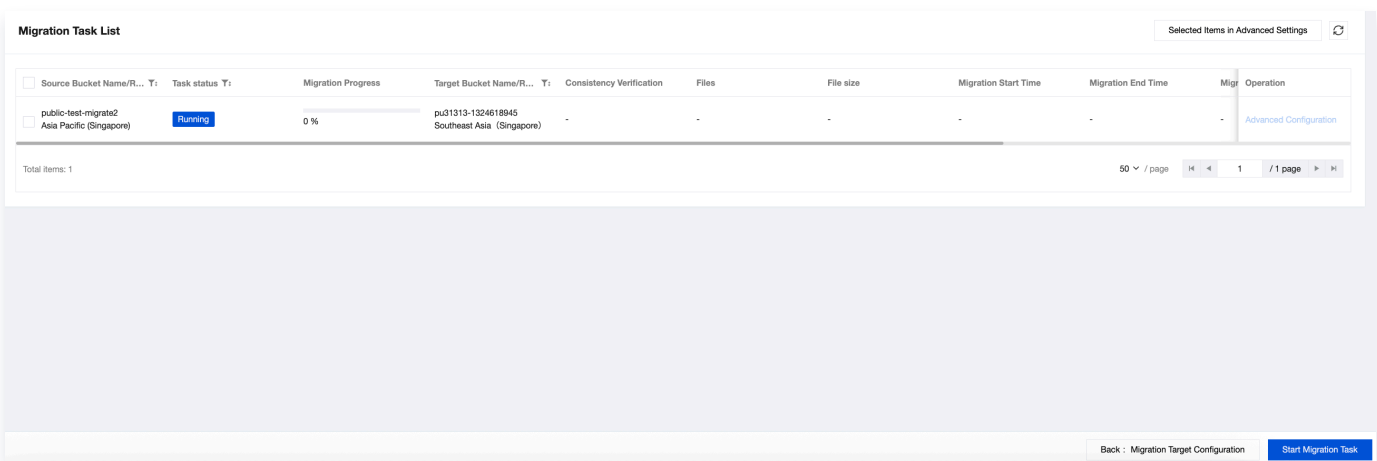 Migration Task List
Selected Items in Advanced Settings
Source Bucket Name/R... Task status Migration Progress Target Bucket Name/R... Consistency Verification Files File size Migration Start Time Migration End Time Migr Operation
public-test-migrate2
Asia Pacific (Singapore)
Running
0 %
pu31313-1324618945
Southeast Asia（Singapore）
- - - - - -
Advanced Configuration
Total items: 1
50 / page 1 / 1 page
Back : Migration Target Configuration
Start Migration Task